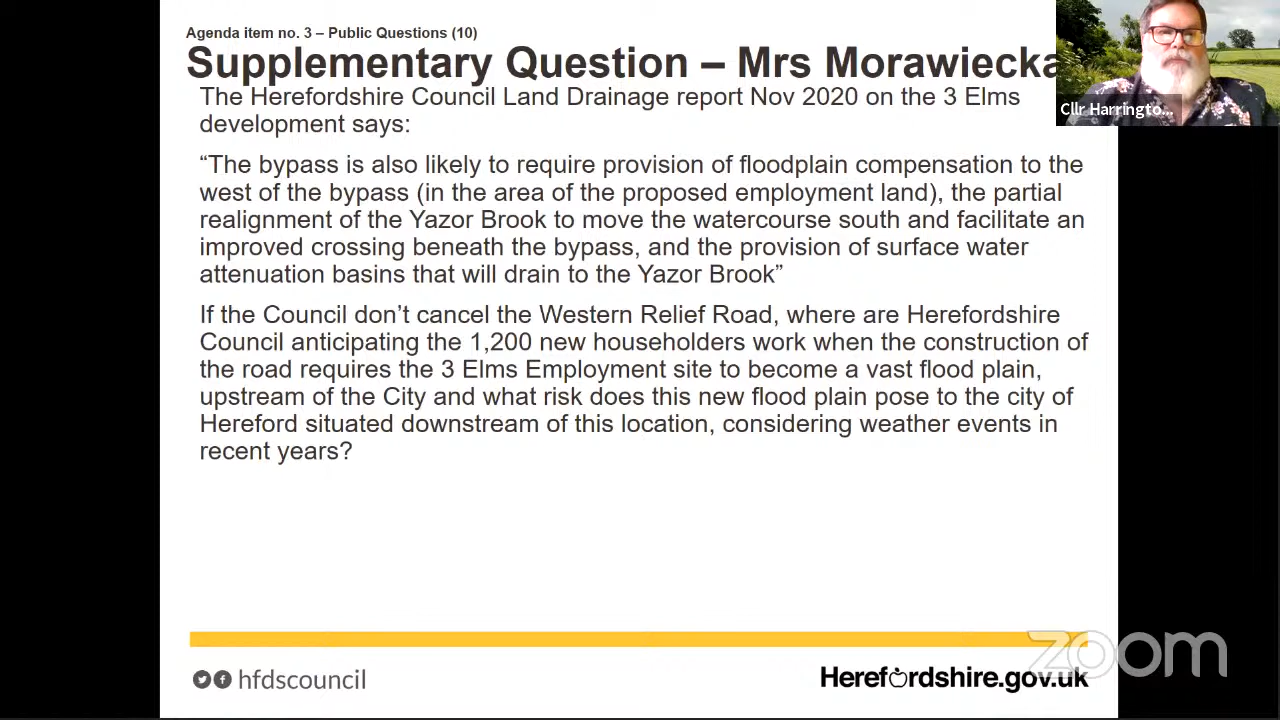 Agenda item no. 3 – Public Questions (10)
Supplementary Question – Mrs Morawiecka
The Herefordshire Council Land Drainage report Nov 2020 on the 3 Elms
development says:
“The bypass is also likely to require provision of floodplain compensation to the
west of the bypass (in the area of the proposed employment land), the partial
realignment of the Yazor Brook to move the watercourse south and facilitate an
improved crossing beneath the bypass, and the provision of surface water
attenuation basins that will drain to the Yazor Brook”
If the Council don’t cancel the Western Relief Road, where are Herefordshire
Council anticipating the 1,200 new householders work when the construction of
the road requires the 3 Elms Employment site to become a vast flood plain,
upstream of the City and what risk does this new flood plain pose to the city of
Hereford situated downstream of this location, considering weather events in
recent years?
Cllr Harringto...
hfdscouncil
Herefordshire.gov.uk
zoom